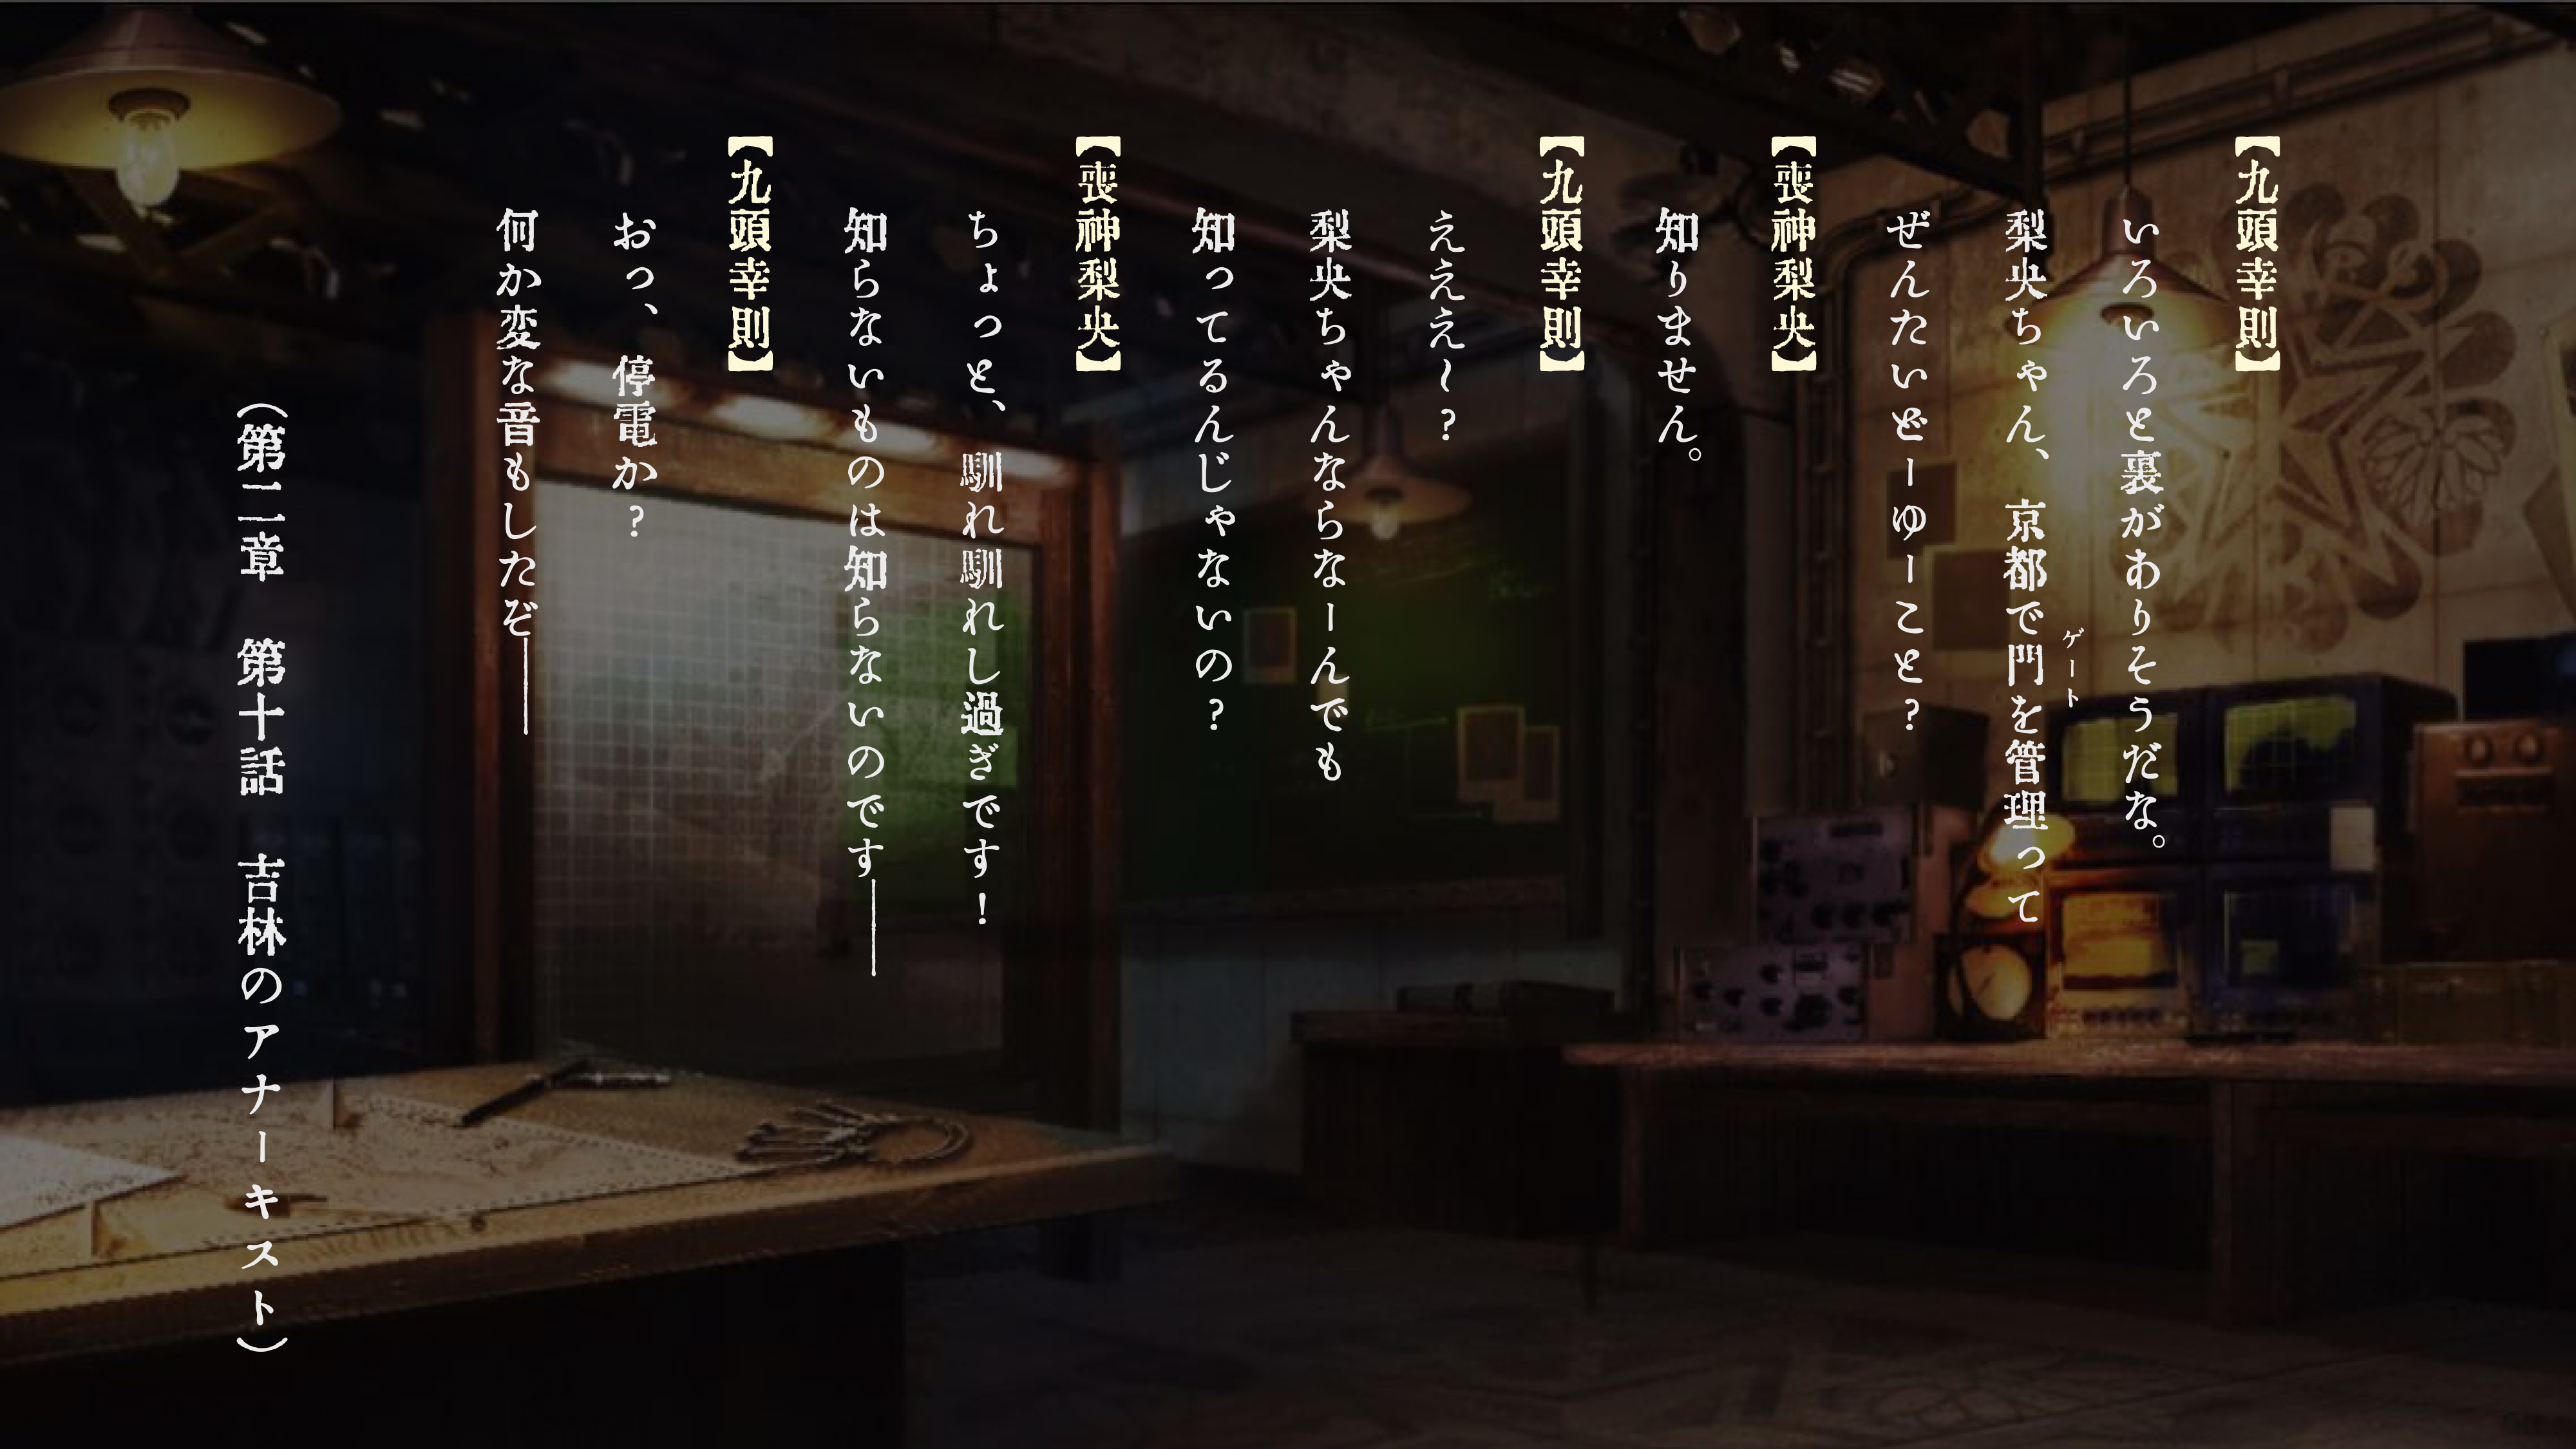 【九頭幸則】
いろいろと裏がありそうだな。
梨央ちゃん、京都で門を管理って
ゲート
ぜんたいどーゆーこと？
【喪神梨央】
知りません。
【九頭幸則】
えええ～？
梨央ちゃんならなーんでも
知ってるんじゃないの？
【喪神梨央】
ちょっと、馴れ馴れし過ぎです！
知らないものは知らないのです――
【九頭幸則】
おっ、停電か？
何か変な音もしたぞ――
（第二章　第十話　吉林のアナーキスト）